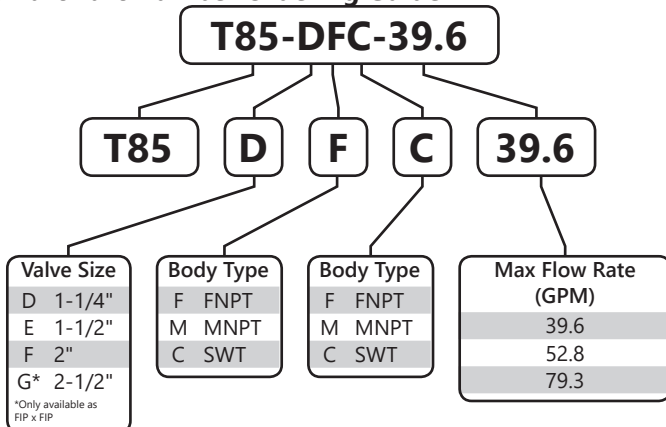 T85-DFC-39.6
T85 D F C 39.6
Valve Size
D 1-1/4"
E 1-1/2"
F 2"
G* 2-1/2"
*Only available as
FIP x FIP
Body Type
F FNPT
M MNPT
C SWT
Body Type
F FNPT
M MNPT
C SWT
Max Flow Rate
(GPM)
39.6
52.8
79.3